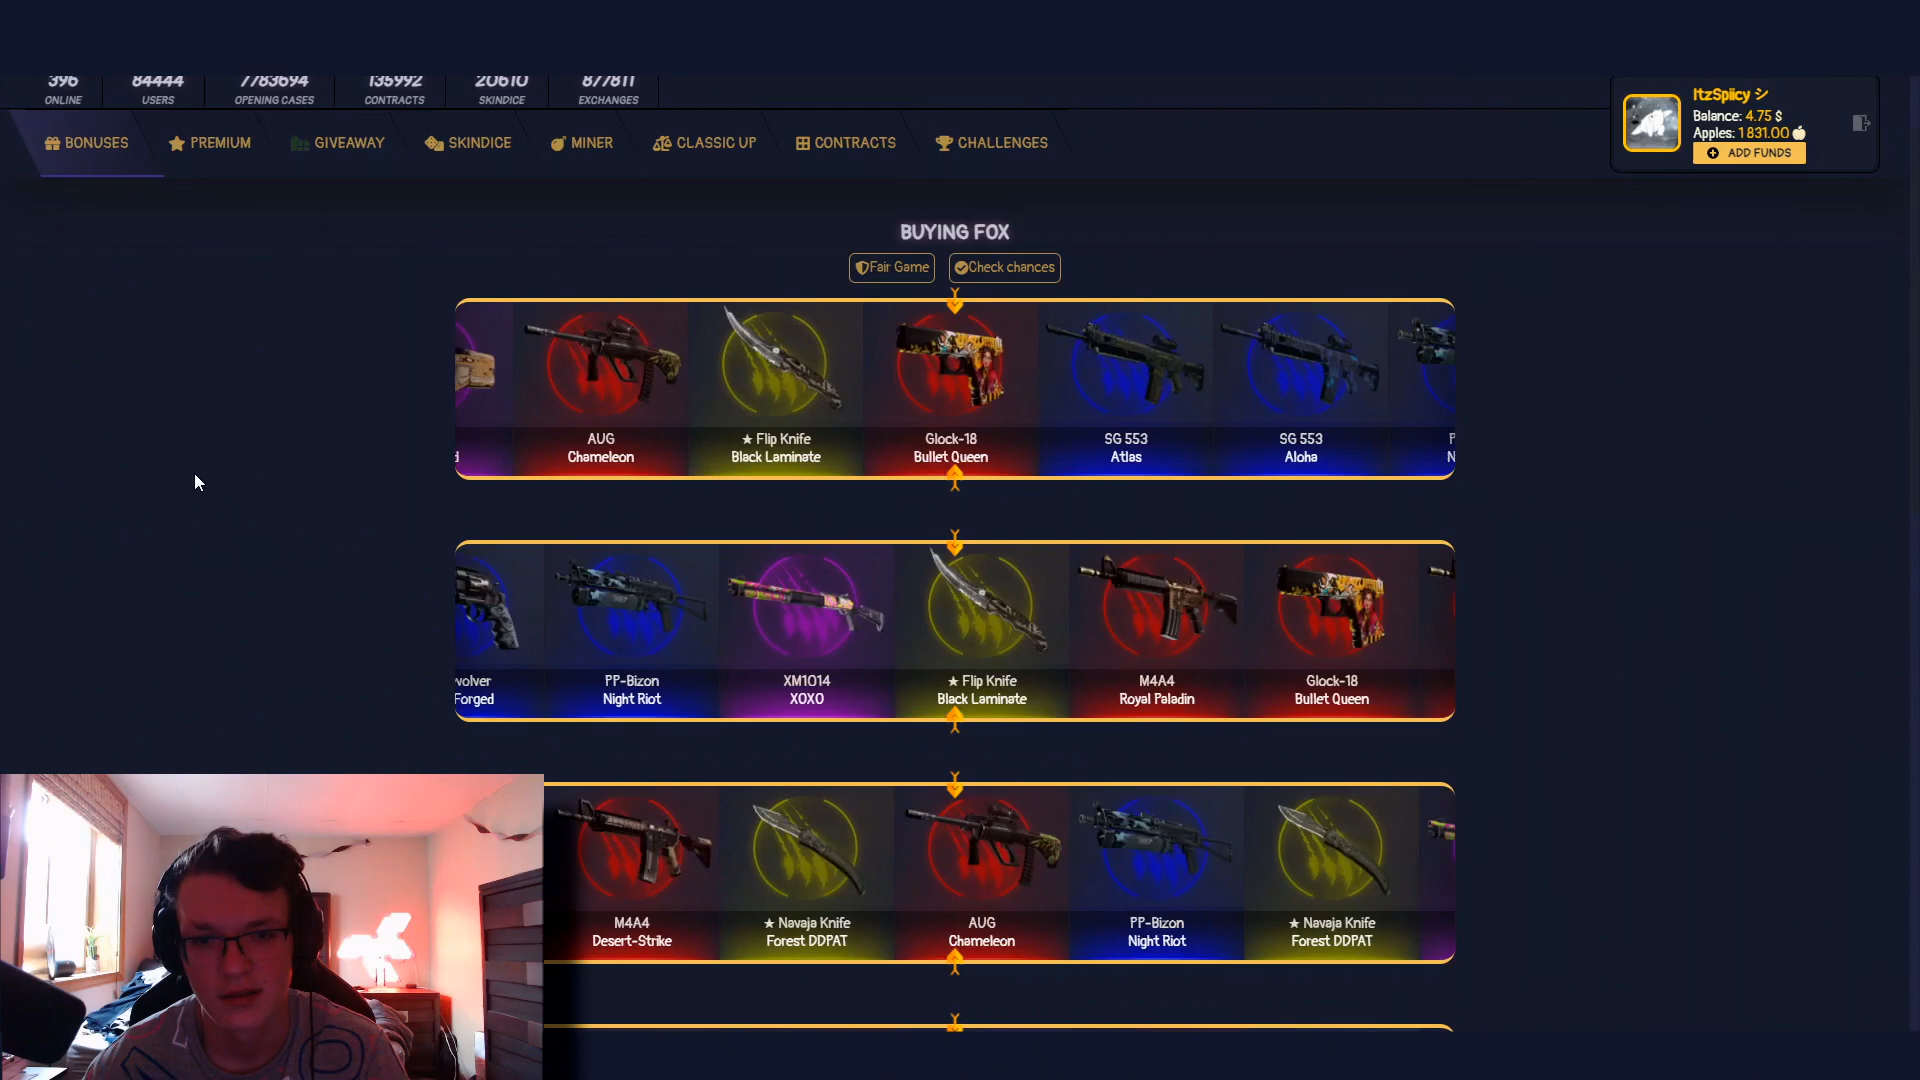 396 84444 7783694 135992 20610 877811
ONLINE USERS OPENING CASES CONTRACTS SKINDICE EXCHANGES
ItzSpiicy シ
Balance: 4.75 $
Apples: 1 831.00
ADD FUNDS
BONUSES PREMIUM GIVEAWAY SKINDICE MINER CLASSIC UP CONTRACTS CHALLENGES
BUYING FOX
Fair Game Check chances
AUG ★ Flip Knife Glock-18 SG 553 SG 553
Chameleon Black Laminate Bullet Queen Atlas Aloha
PP-Bizon XM1014 ★ Flip Knife M4A4 Glock-18
Forged Night Riot XOXO Black Laminate Royal Paladin Bullet Queen
M4A4 ★ Navaja Knife AUG PP-Bizon ★ Navaja Knife
Desert-Strike Forest DDPAT Chameleon Night Riot Forest DDPAT